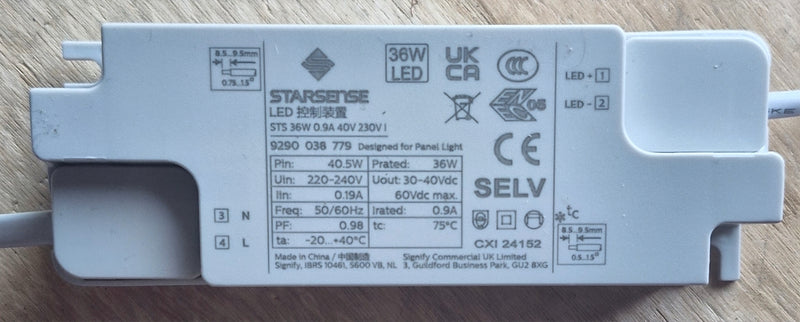 8.5...9.5mm
0.75...1.5□
STARSENSE
LED 控制装置
STS 36W 0.9A 40V 230V I
9290 038 779 Designed for Panel Light
36W
LED
UK
CA
CCC
05
CE
SELV
LED + 1
LED - 2
Pin: 40.5W Prated: 36W
Uin: 220-240V Uout: 30-40Vdc
Iin: 0.19A 60Vdc max.
Freq: 50/60Hz Irated: 0.9A
PF: 0.98 tc: 75°C
ta: -20...+40°C
CXI 24152
3 N
4 L
tc
8.5...9.5mm
0.5...1.5□
Made in China / 中国制造
Signify, IBRS 10461, 5600 VB, NL
Signify Commercial UK Limited
3, Guildford Business Park, GU2 8XG
KE